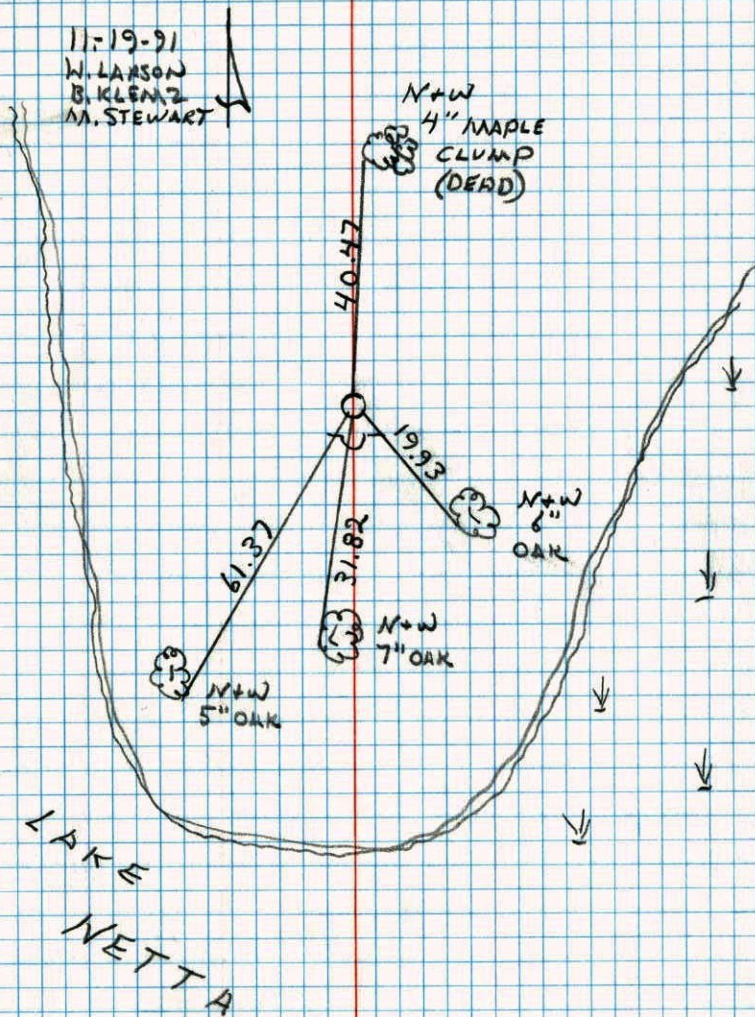 11-19-91
W. LARSON
B. KLEMZ
M. STEWART
N+W
4" MAPLE
CLUMP
(DEAD)
40.47
19.93
N+W
6"
OAK
61.37
31.82
N+W
7" OAK
N+W
5" OAK
LAKE
NETTA